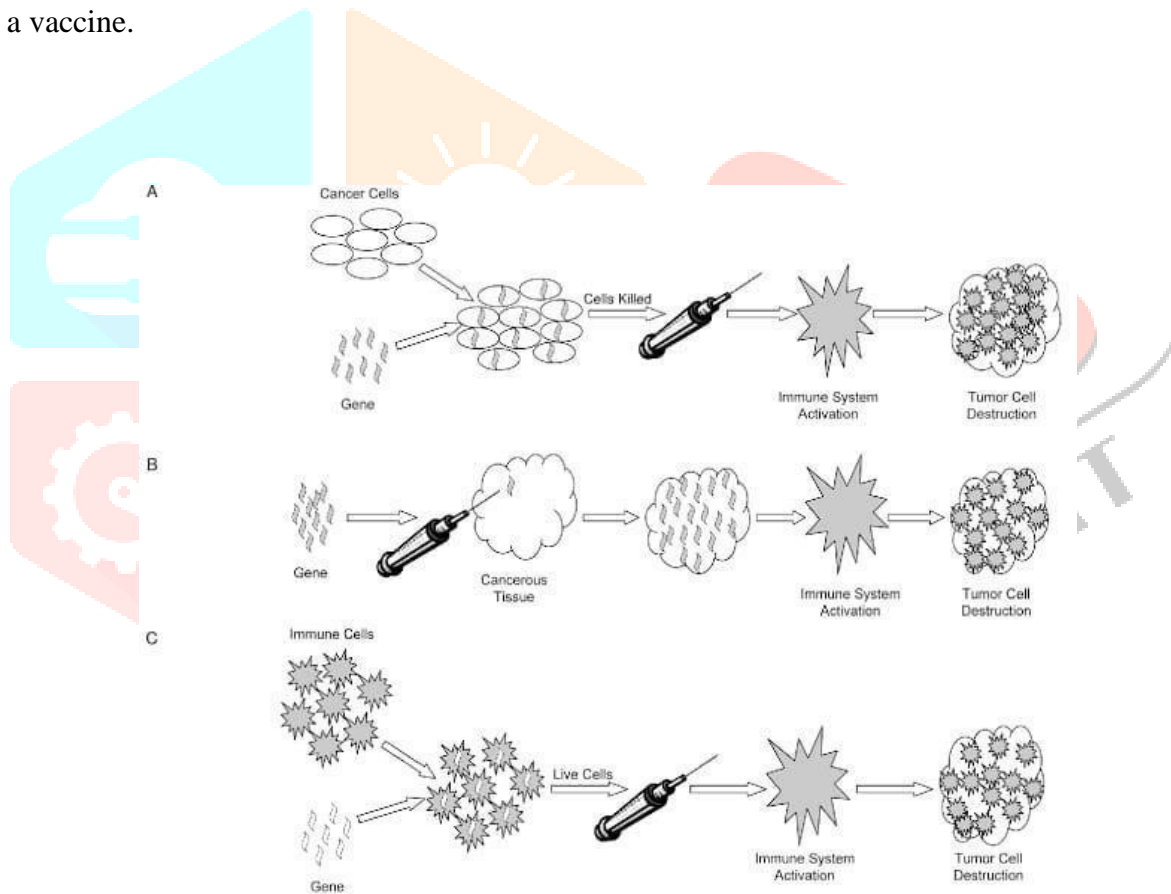 a vaccine.
A
Cancer Cells
Cells Killed
Gene
Immune System
Activation
Tumor Cell
Destruction
B
Gene
Cancerous
Tissue
Immune System
Activation
Tumor Cell
Destruction
C
Immune Cells
Live Cells
Gene
Immune System
Activation
Tumor Cell
Destruction